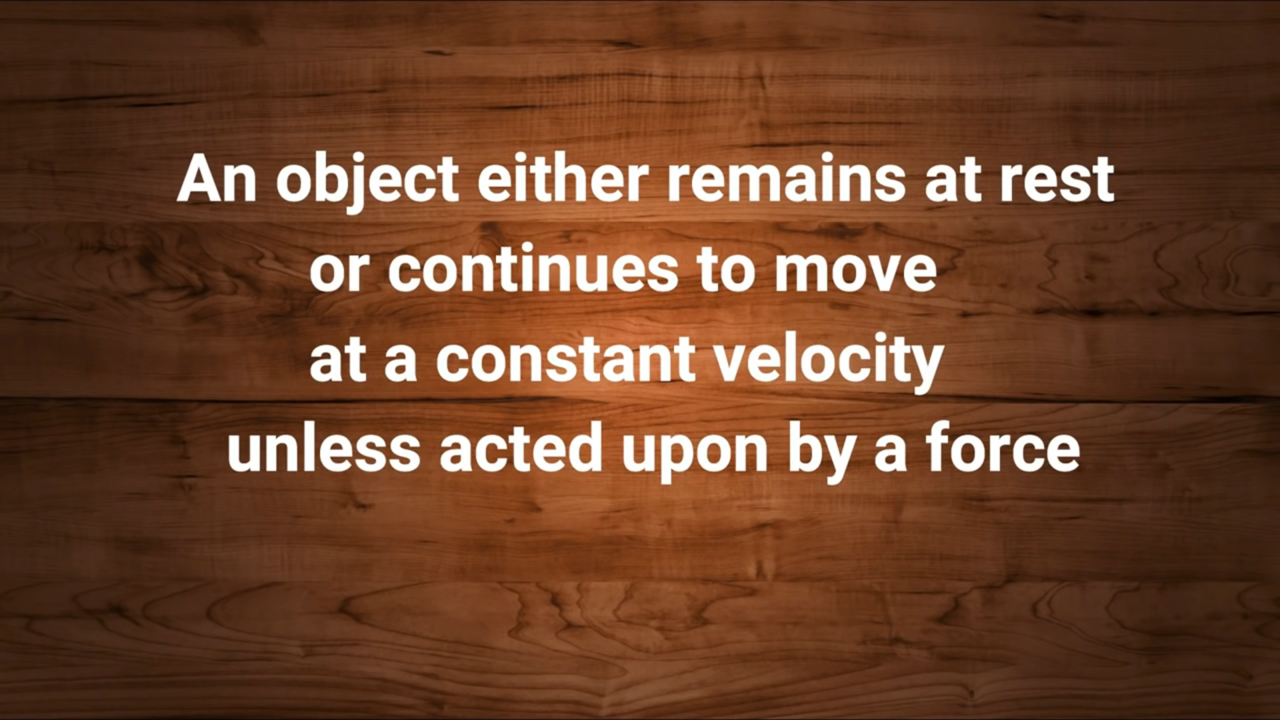 An object either remains at rest
or continues to move
at a constant velocity
unless acted upon by a force